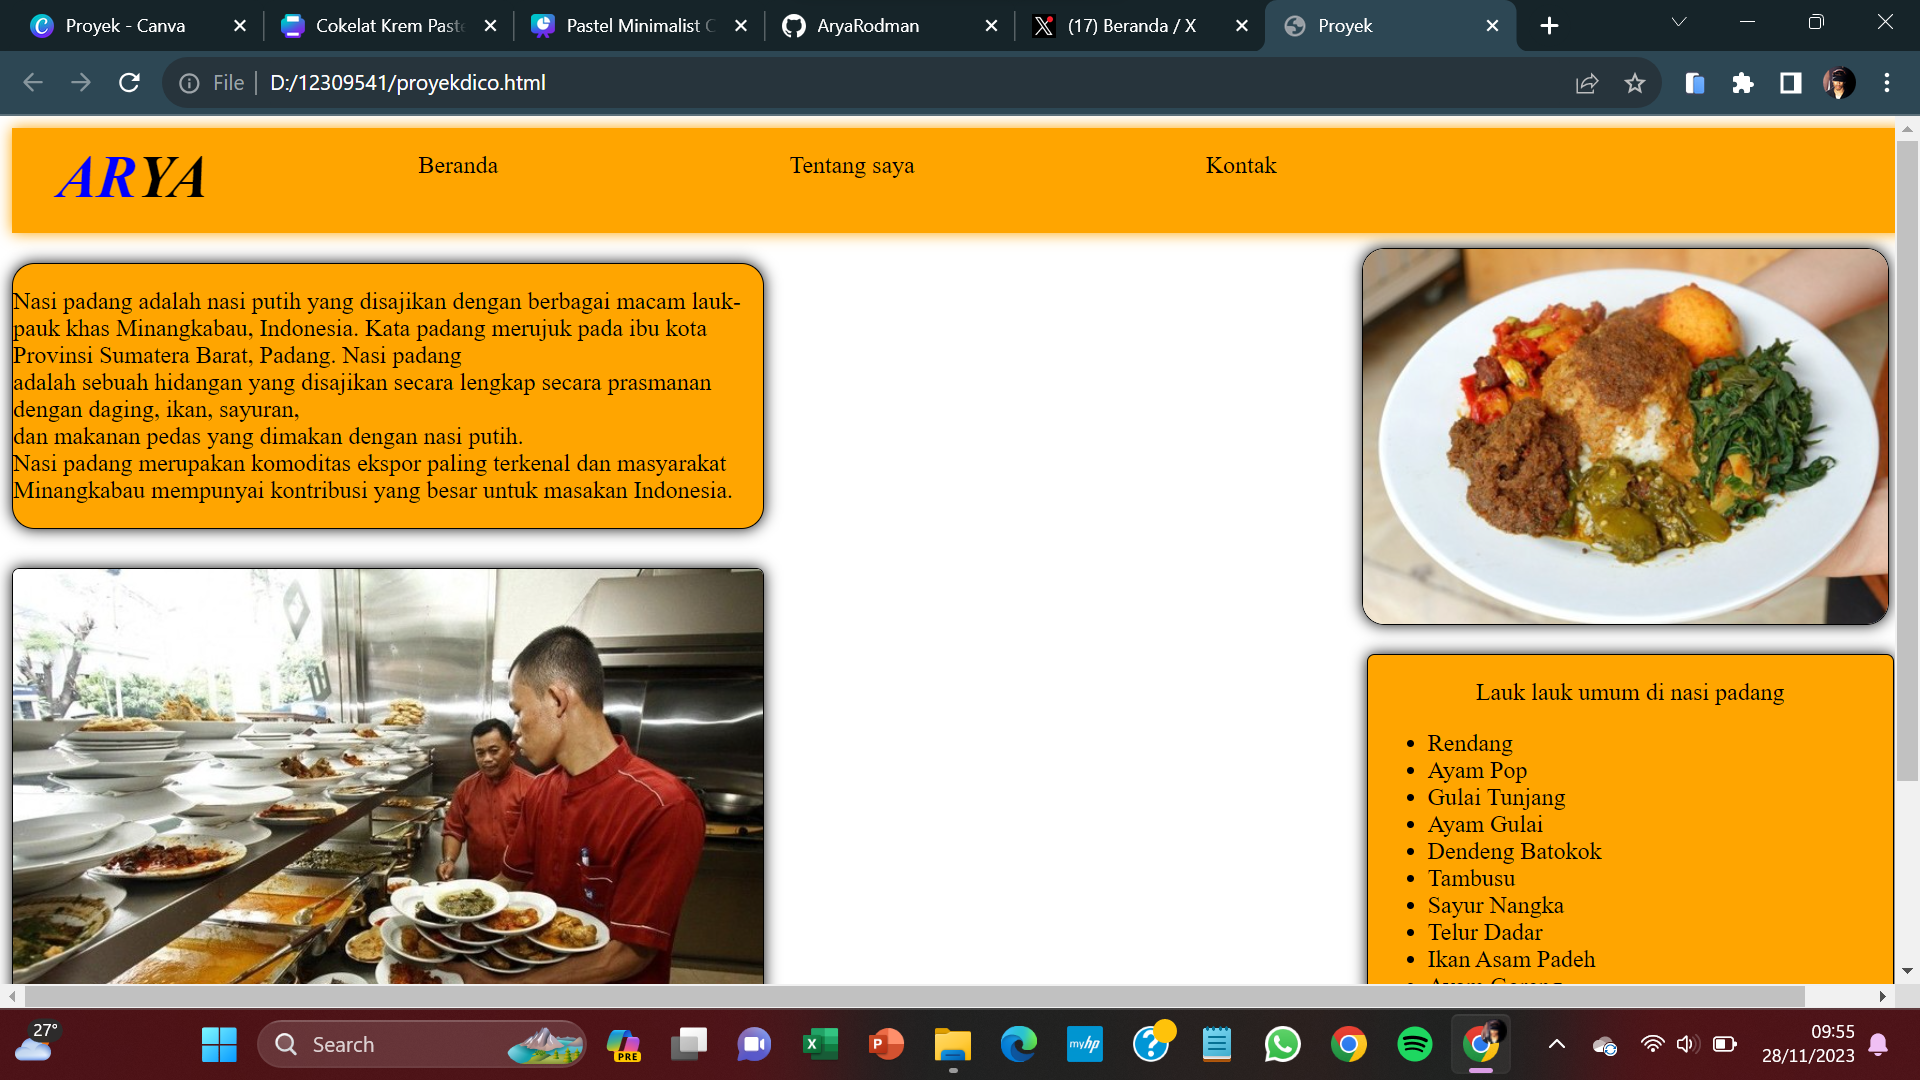 Proyek - Canva
Cokelat Krem Paste
Pastel Minimalist C
AryaRodman
(17) Beranda / X
Proyek
File
D:/12309541/proyekdico.html
ARYA
Beranda
Tentang saya
Kontak
Nasi padang adalah nasi putih yang disajikan dengan berbagai macam lauk-
pauk khas Minangkabau, Indonesia. Kata padang merujuk pada ibu kota
Provinsi Sumatera Barat, Padang. Nasi padang
adalah sebuah hidangan yang disajikan secara lengkap secara prasmanan
dengan daging, ikan, sayuran,
dan makanan pedas yang dimakan dengan nasi putih.
Nasi padang merupakan komoditas ekspor paling terkenal dan masyarakat
Minangkabau mempunyai kontribusi yang besar untuk masakan Indonesia.
Lauk lauk umum di nasi padang
Rendang
Ayam Pop
Gulai Tunjang
Ayam Gulai
Dendeng Batokok
Tambusu
Sayur Nangka
Telur Dadar
Ikan Asam Padeh
27°
Search
PRE
myhp
09:55
28/11/2023